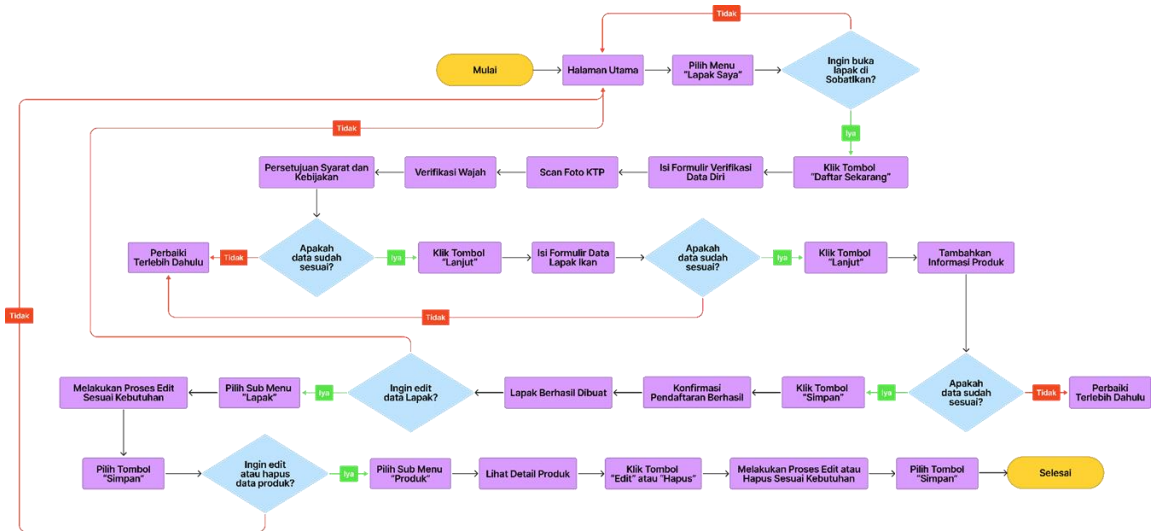 Tidak
Mulai
Halaman Utama
Pilih Menu
"Lapak Saya"
Ingin buka
lapak di
SobatIkan?
Tidak
Iya
Persetujuan Syarat dan
Kebijakan
Verifikasi Wajah
Scan Foto KTP
Isi Formulir Verifikasi
Data Diri
Klik Tombol
"Daftar Sekarang"
Perbaiki
Terlebih Dahulu
Tidak
Apakah
data sudah
sesuai?
Iya
Klik Tombol
"Lanjut"
Isi Formulir Data
Lapak Ikan
Apakah
data sudah
sesuai?
Iya
Klik Tombol
"Lanjut"
Tambahkan
Informasi Produk
Tidak
Tidak
Melakukan Proses Edit
Sesuai Kebutuhan
Pilih Sub Menu
"Lapak"
Iya
Ingin edit
data Lapak?
Lapak Berhasil Dibuat
Konfirmasi
Pendaftaran Berhasil
Klik Tombol
"Simpan"
Iya
Apakah
data sudah
sesuai?
Tidak
Perbaiki
Terlebih Dahulu
Pilih Tombol
"Simpan"
Ingin edit
atau hapus
data produk?
Iya
Pilih Sub Menu
"Produk"
Lihat Detail Produk
Klik Tombol
"Edit" atau "Hapus"
Melakukan Proses Edit atau
Hapus Sesuai Kebutuhan
Pilih Tombol
"Simpan"
Selesai